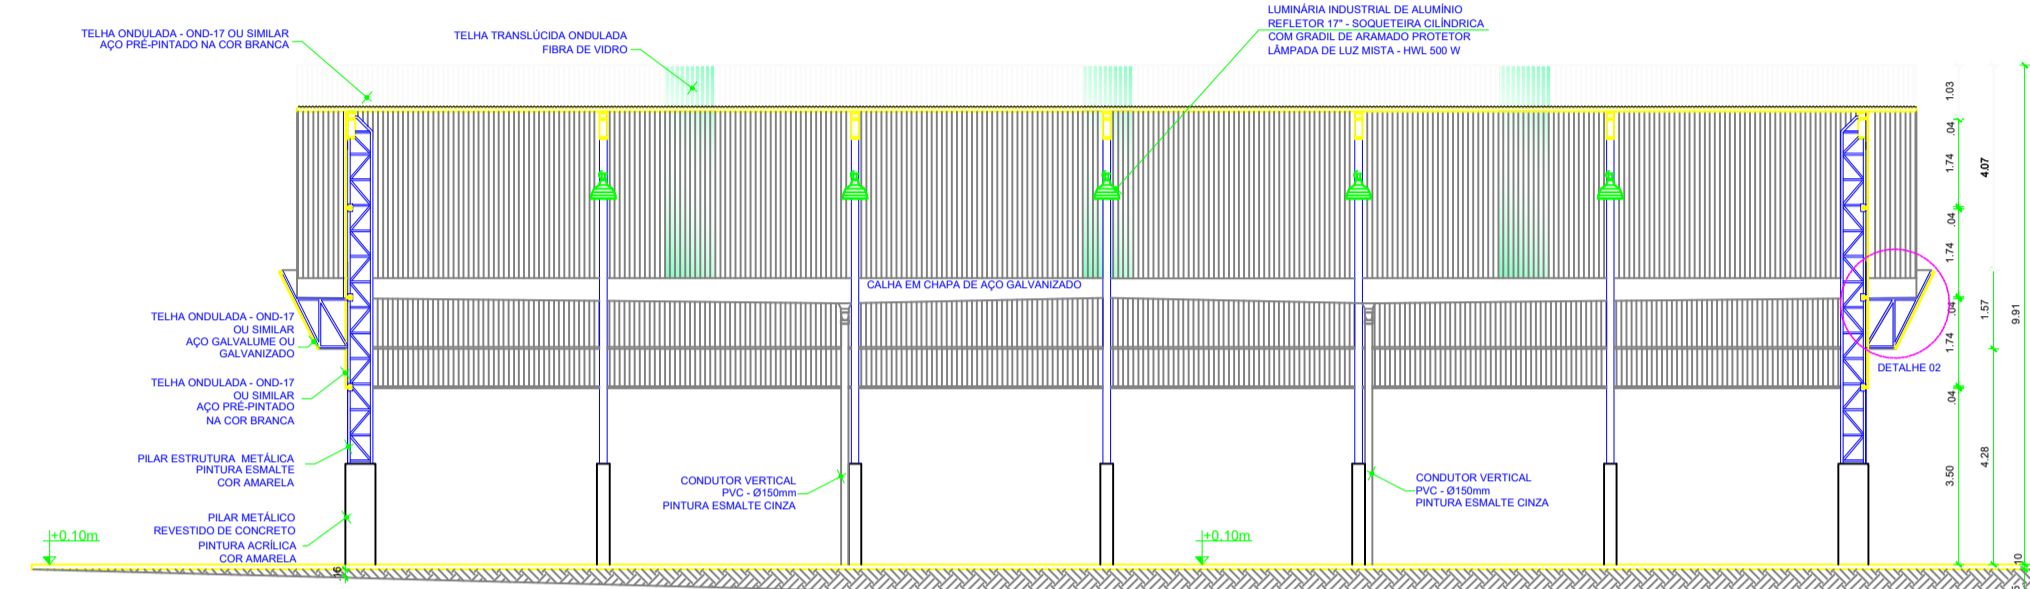 TELHA ONDULADA - OND-17 OU SIMILAR
AÇO PRÉ-PINTADO NA COR BRANCA
TELHA TRANSLÚCIDA ONDULADA
FIBRA DE VIDRO
LUMINÁRIA INDUSTRIAL DE ALUMÍNIO
REFLETOR 17" - SOQUETEIRA CILÍNDRICA
COM GRADIL DE ARAMADO PROTETOR
LÂMPADA DE LUZ MISTA - HWL 500 W
CALHA EM CHAPA DE AÇO GALVANIZADO
TELHA ONDULADA - OND-17
OU SIMILAR
AÇO GALVALUME OU
GALVANIZADO
TELHA ONDULADA - OND-17
OU SIMILAR
AÇO PRÉ-PINTADO
NA COR BRANCA
PILAR ESTRUTURA METÁLICA
PINTURA ESMALTE
COR AMARELA
PILAR METÁLICO
REVESTIDO DE CONCRETO
PINTURA ACRÍLICA
COR AMARELA
CONDUTOR VERTICAL
PVC - Ø150mm
PINTURA ESMALTE CINZA
CONDUTOR VERTICAL
PVC - Ø150mm
PINTURA ESMALTE CINZA
DETALHE 02
+0.10m
+0.10m
.16
1.03
.04
1.74
.04
1.74
.04
1.74
.04
3.50
4.07
1.57
4.28
9.91
.10